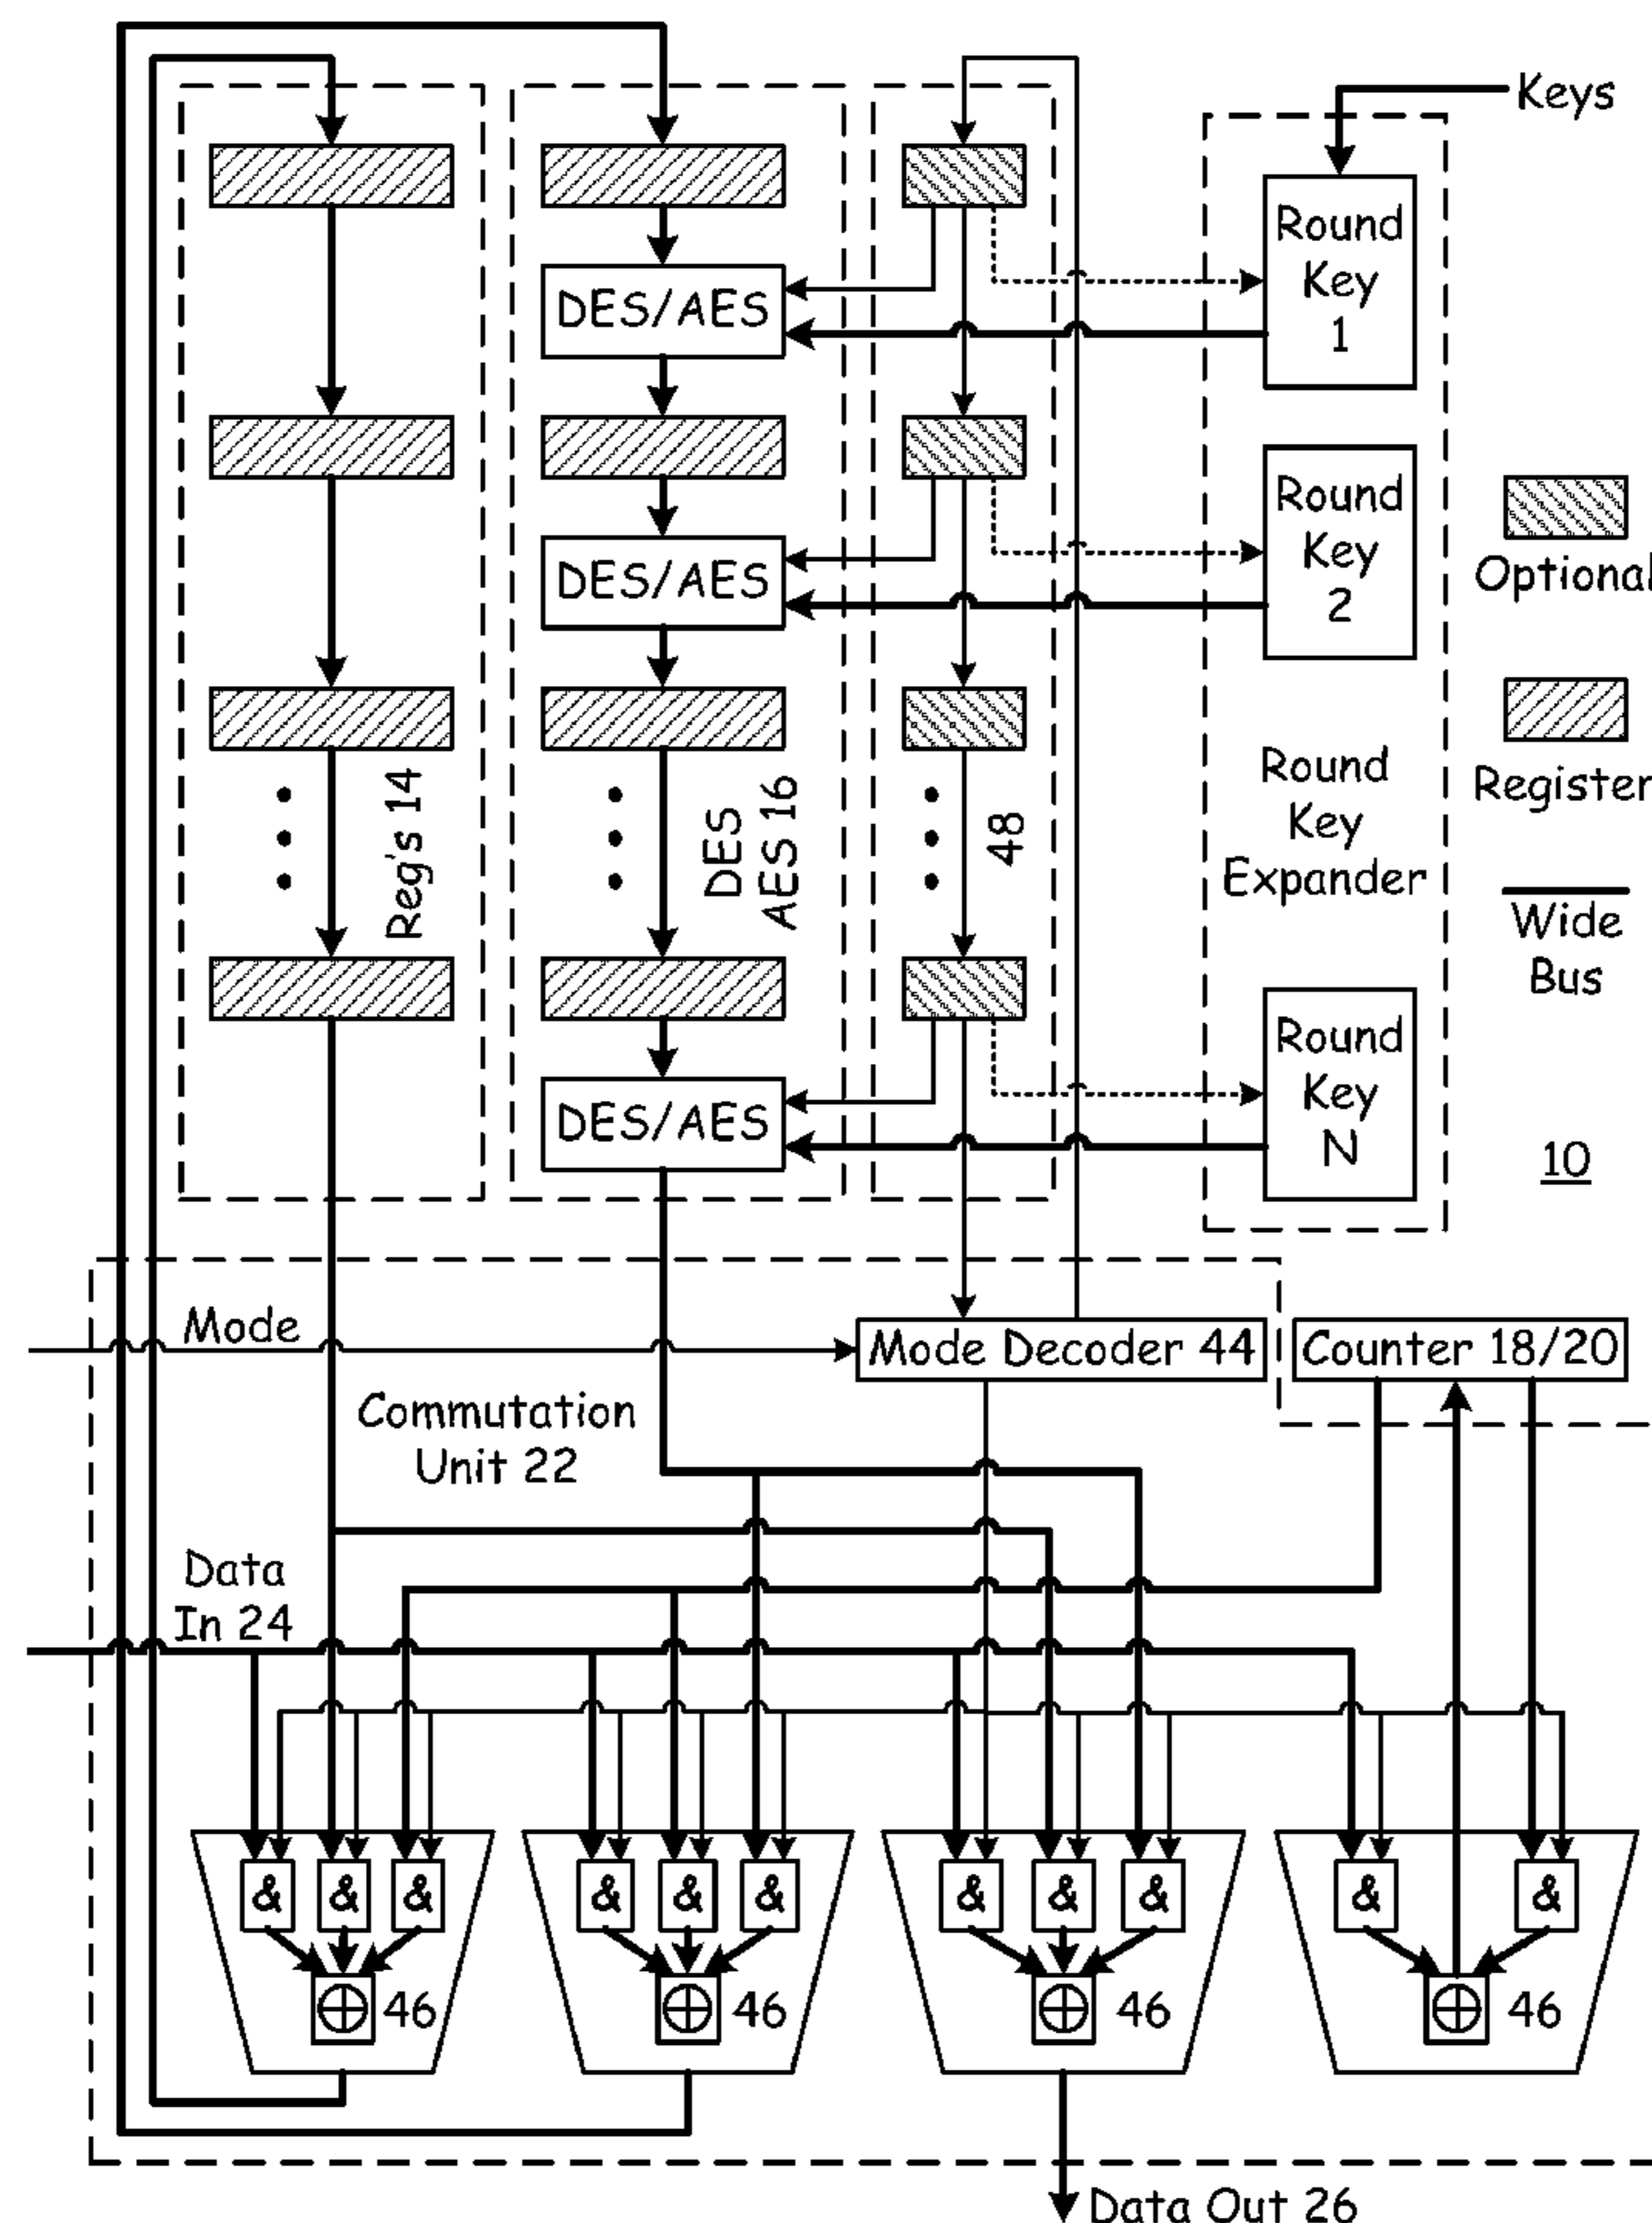 Keys
Round
Key
1
DES/AES
Round
Key
2
DES/AES
Optional
Round
Key
Expander
Register
Reg's 14
DES
AES 16
48
Wide
Bus
Round
Key
N
DES/AES
10
Mode
Mode Decoder 44
Counter 18/20
Commutation
Unit 22
Data
In 24
& & & & & & & & & & &
46 46 46 46
Data Out 26